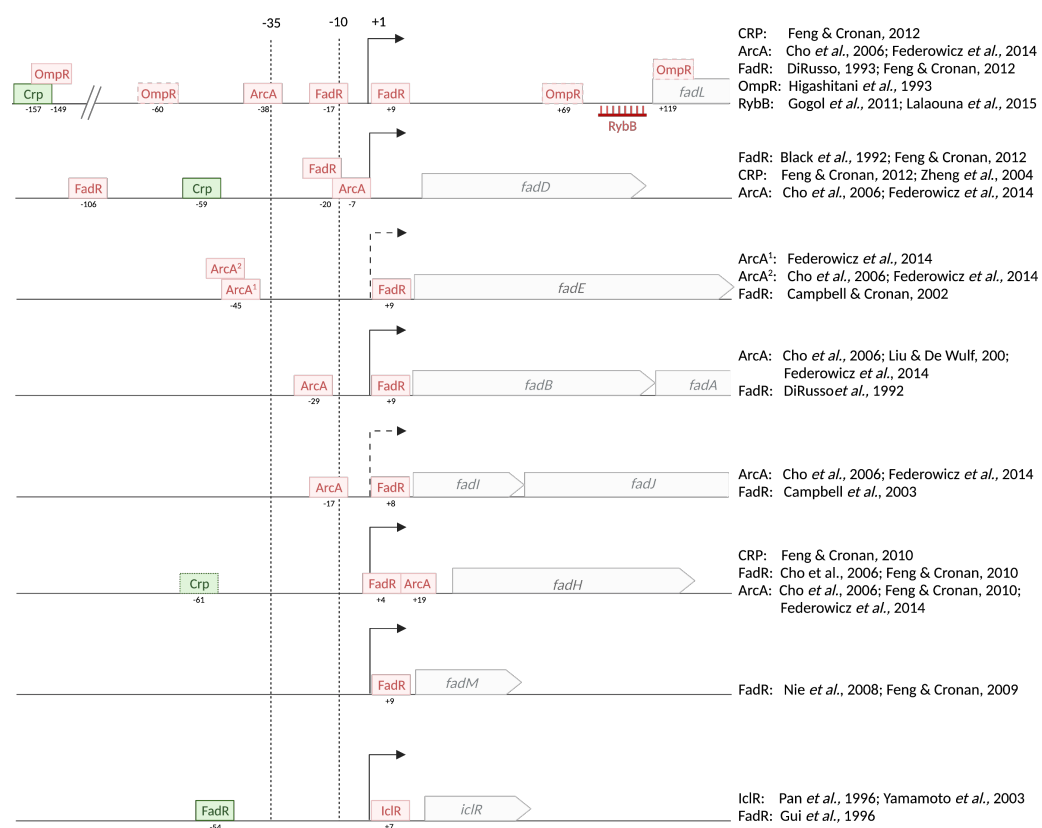 -35 -10 +1
CRP: Feng & Cronan, 2012
ArcA: Cho et al., 2006; Federowicz et al., 2014
FadR: DiRusso, 1993; Feng & Cronan, 2012
OmpR: Higashitani et al., 1993
RybB: Gogol et al., 2011; Lalaouna et al., 2015
OmpR OmpR
Crp OmpR ArcA FadR FadR OmpR fadL
-157 -149 -60 -38 -17 +9 +69 +119
RybB
FadR: Black et al., 1992; Feng & Cronan, 2012
CRP: Feng & Cronan, 2012; Zheng et al., 2004
ArcA: Cho et al., 2006; Federowicz et al., 2014
FadR
FadR Crp ArcA fadD
-106 -59 -20 -7
ArcA1: Federowicz et al., 2014
ArcA2: Cho et al., 2006; Federowicz et al., 2014
FadR: Campbell & Cronan, 2002
ArcA2
ArcA1 FadR fadE
-45 +9
ArcA: Cho et al., 2006; Liu & De Wulf, 200;
Federowicz et al., 2014
FadR: DiRussoet al., 1992
ArcA FadR fadB fadA
-29 +9
ArcA: Cho et al., 2006; Federowicz et al., 2014
FadR: Campbell et al., 2003
ArcA FadR fadI fadJ
-17 +8
CRP: Feng & Cronan, 2010
FadR: Cho et al., 2006; Feng & Cronan, 2010
ArcA: Cho et al., 2006; Feng & Cronan, 2010;
Federowicz et al., 2014
Crp FadR ArcA fadH
-61 +4 +19
FadR fadM
+9
FadR: Nie et al., 2008; Feng & Cronan, 2009
IclR: Pan et al., 1996; Yamamoto et al., 2003
FadR: Gui et al., 1996
FadR IclR iclR
-54 +7